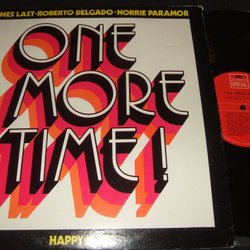 MES LAST-ROBERTO DELGADO-NORRIE PARAMOR
ONE
MORE
TIME!
HAPPY